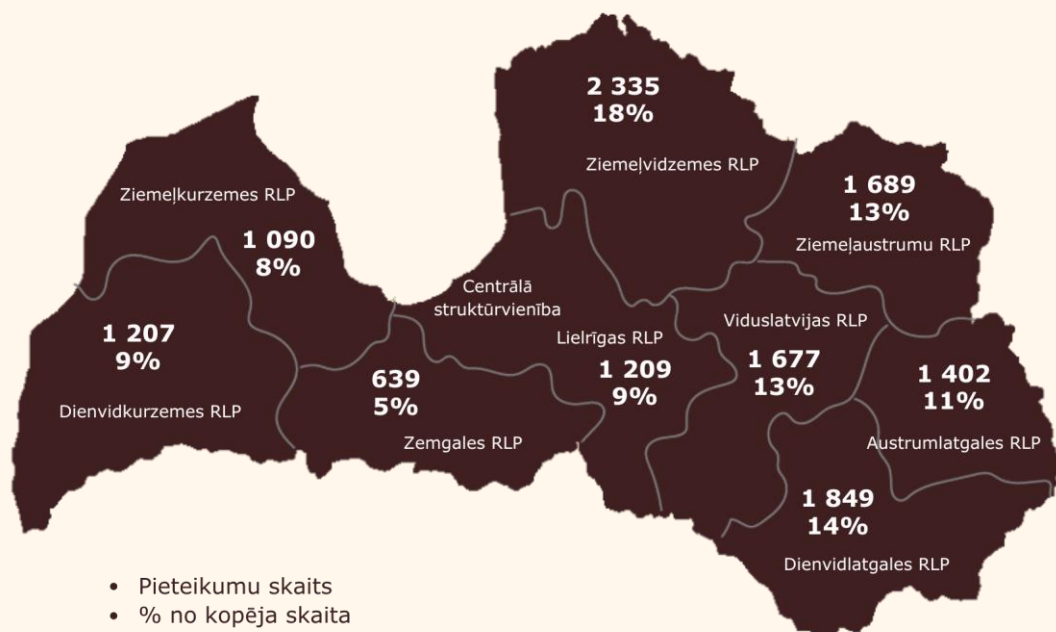 2 335
18%
Ziemeļvidzemes RLP
Ziemeļkurzemes RLP
1 090
8%
1 689
13%
Ziemeļaustrumu RLP
Centrālā
struktūrvienība
1 207
9%
Dienvidkurzemes RLP
639
5%
Zemgales RLP
Lielrīgas RLP
1 209
9%
Viduslatvijas RLP
1 677
13%
1 402
11%
Austrumlatgales RLP
1 849
14%
Dienvidlatgales RLP
• Pieteikumu skaits
• % no kopēja skaita